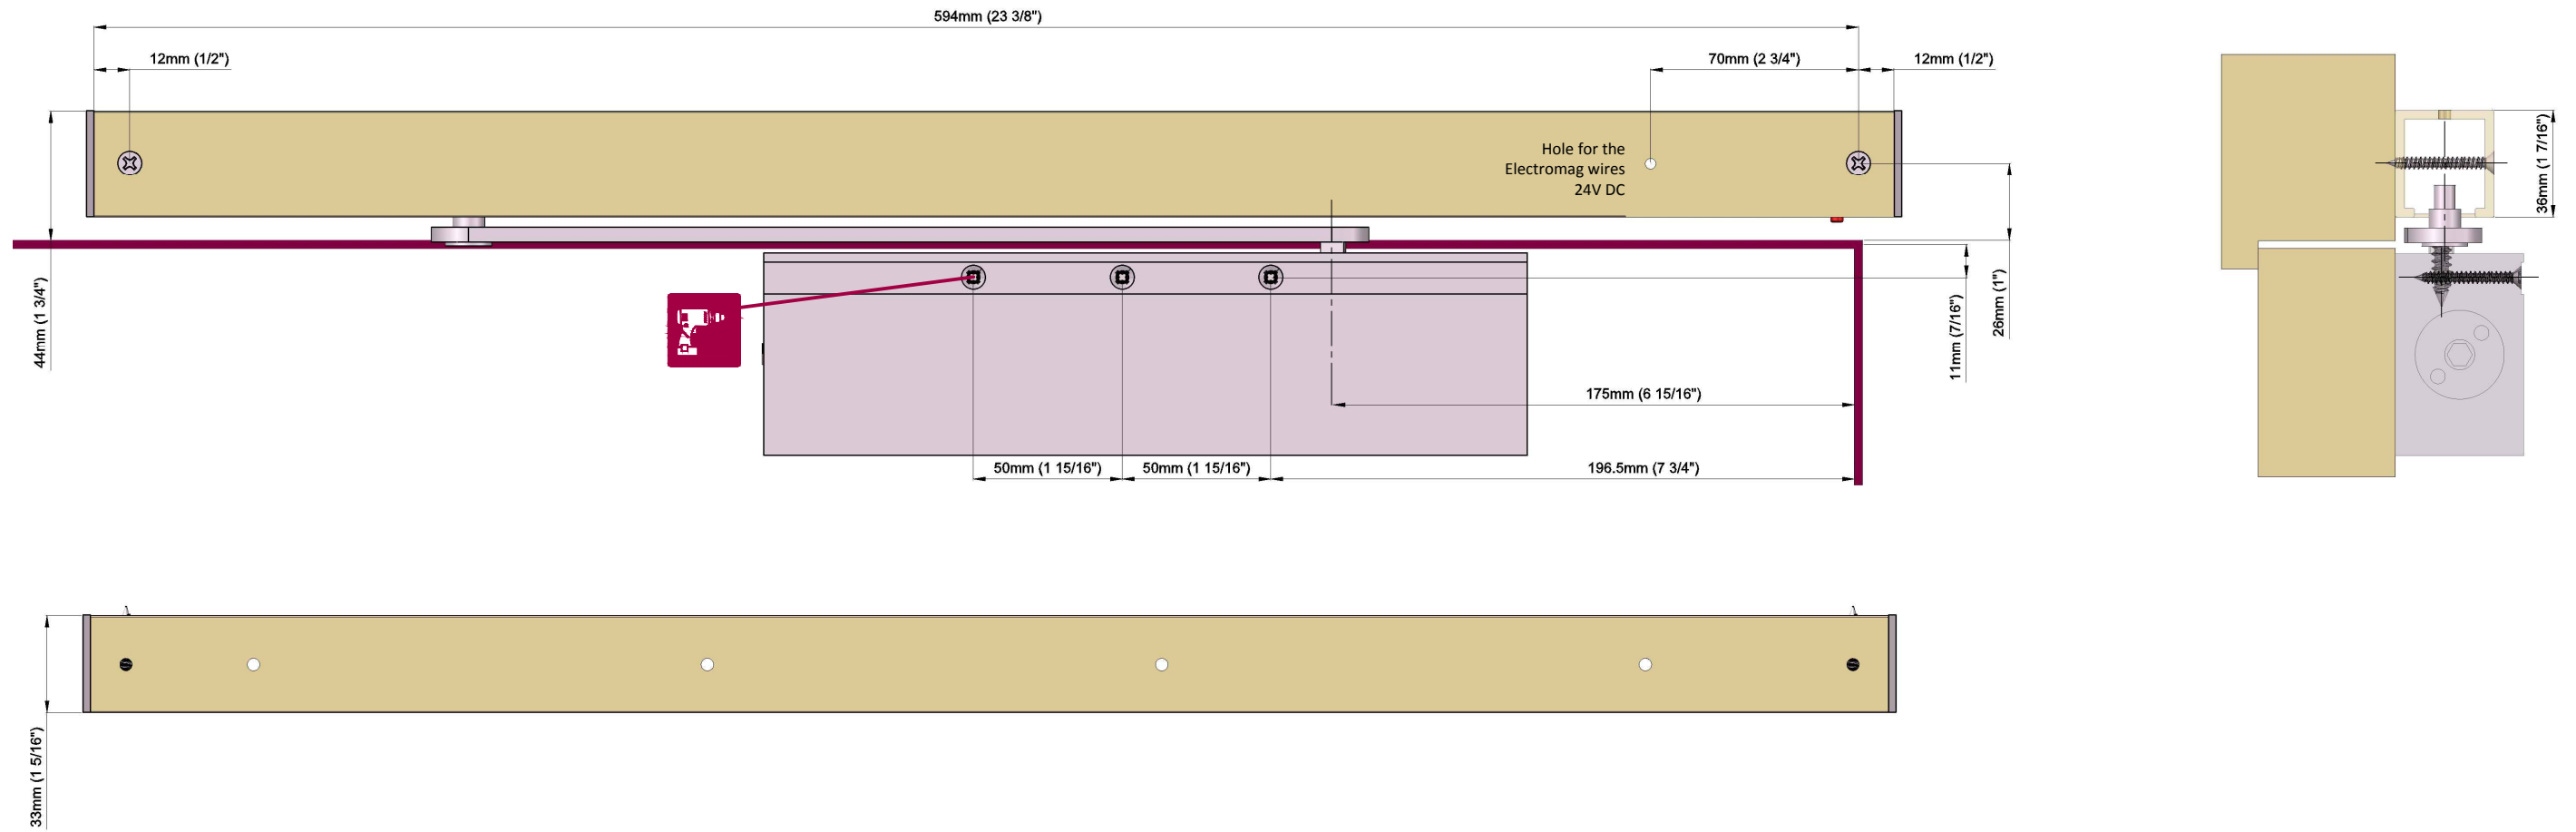 594mm (23 3/8")
12mm (1/2")
70mm (2 3/4")
12mm (1/2")
Hole for the
Electromag wires
24V DC
36mm (1 7/16")
44mm (1 3/4")
11mm (7/16")
26mm (1")
175mm (6 15/16")
50mm (1 15/16")
50mm (1 15/16")
196.5mm (7 3/4")
33mm (1 5/16")